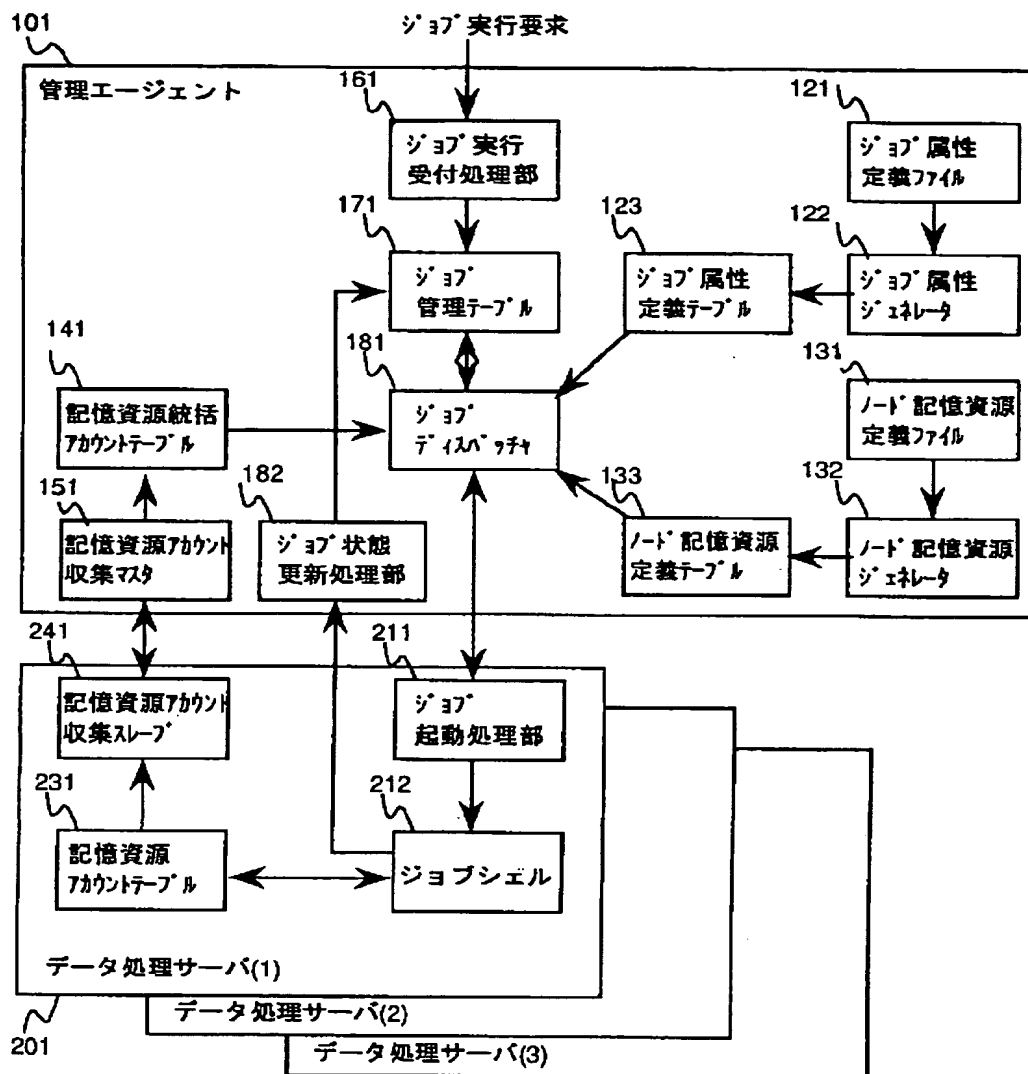 ジョブ実行要求
101
管理エージェント
161
ジョブ実行
受付処理部
121
ジョブ属性
定義ファイル
171
ジョブ
管理テーブル
123
ジョブ属性
定義テーブル
122
ジョブ属性
ジェネレータ
141
記憶資源統括
アカウントテーブル
181
ジョブ
ディスパッチャ
131
ノード記憶資源
定義ファイル
151
記憶資源アカウント
収集マスタ
182
ジョブ状態
更新処理部
133
ノード記憶資源
定義テーブル
132
ノード記憶資源
ジェネレータ
241
記憶資源アカウント
収集スレーブ
211
ジョブ
起動処理部
231
記憶資源
アカウントテーブル
212
ジョブシェル
データ処理サーバ(1)
201
データ処理サーバ(2)
データ処理サーバ(3)